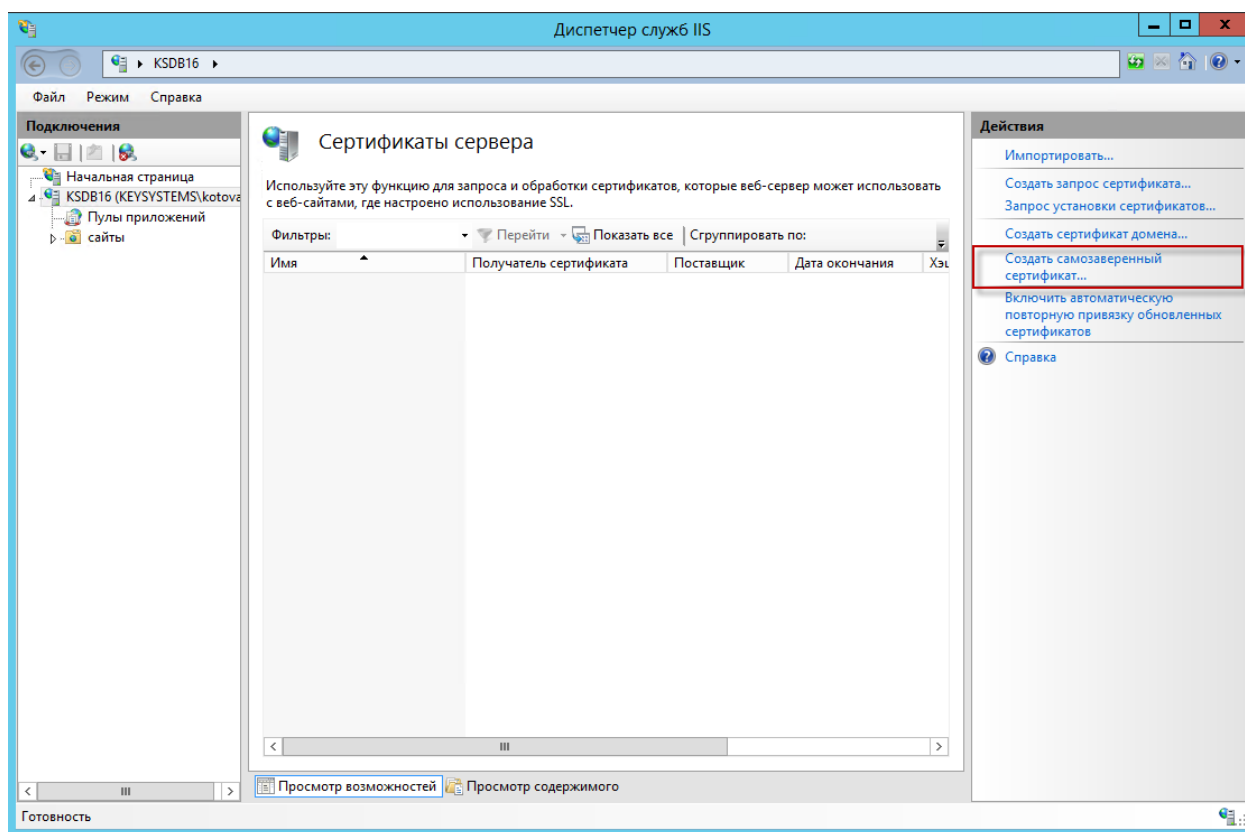 Диспетчер служб IIS
KSDB16
Файл Режим Справка
Подключения
Начальная страница
KSDB16 (KEYSYSTEMS\kotova
Пулы приложений
сайты
Сертификаты сервера
Используйте эту функцию для запроса и обработки сертификатов, которые веб-сервер может использовать
с веб-сайтами, где настроено использование SSL.
Фильтры: Перейти Показать все Сгруппировать по:
Имя Получатель сертификата Поставщик Дата окончания Хэш
Просмотр возможностей Просмотр содержимого
Действия
Импортировать...
Создать запрос сертификата...
Запрос установки сертификатов...
Создать сертификат домена...
Создать самозаверенный
сертификат...
Включить автоматическую
повторную привязку обновленных
сертификатов
Справка
Готовность